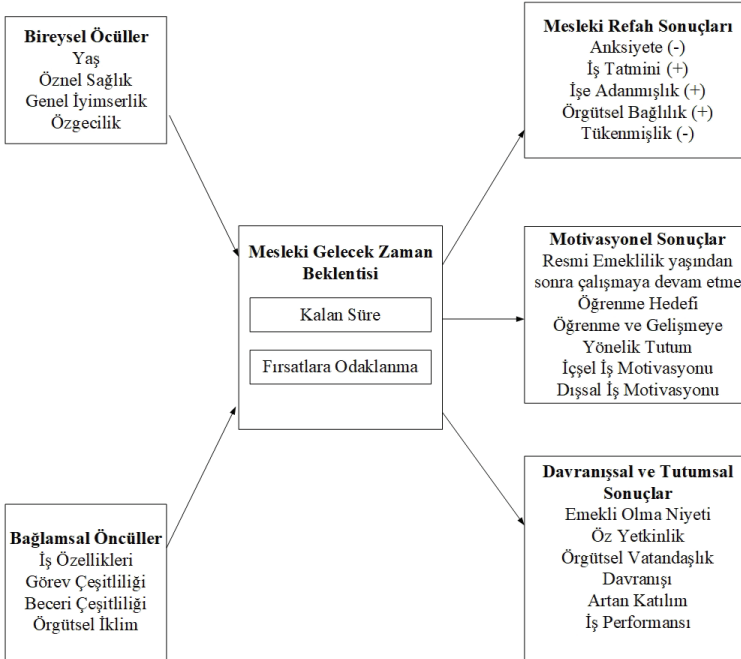 Bireysel Öcüller
Yaş
Öznel Sağlık
Genel İyimserlik
Özgecilik
Bağlamsal Öncüller
İş Özellikleri
Görev Çeşitliliği
Beceri Çeşitliliği
Örgütsel İklim
Mesleki Gelecek Zaman
Beklentisi
Kalan Süre
Fırsatlara Odaklanma
Mesleki Refah Sonuçları
Anksiyete (-)
İş Tatmini (+)
İşe Adanmışlık (+)
Örgütsel Bağlılık (+)
Tükenmişlik (-)
Motivasyonel Sonuçlar
Resmi Emeklilik yaşından
sonra çalışmaya devam etme
Öğrenme Hedefi
Öğrenme ve Gelişmeye
Yönelik Tutum
İçşel İş Motivasyonu
Dışsal İş Motivasyonu
Davranışsal ve Tutumsal
Sonuçlar
Emekli Olma Niyeti
Öz Yetkinlik
Örgütsel Vatandaşlık
Davranışı
Artan Katılım
İş Performansı